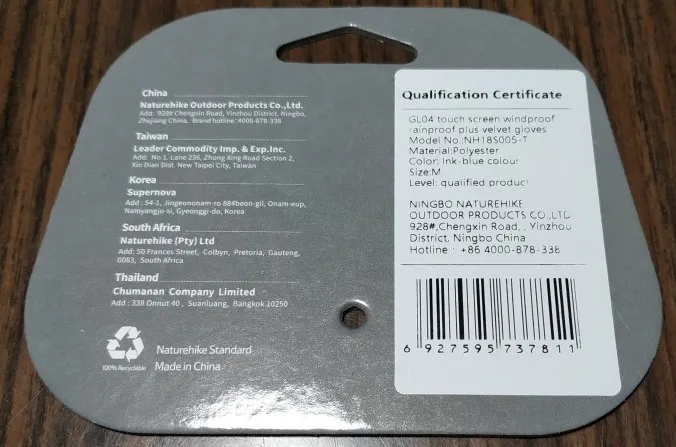 China
Naturehike Outdoor Products Co.,Ltd.
Add: 928# Chengxin Road, Yinzhou District, Ningbo,
Zhejiang China. Brand hotline:4000-878-338
Taiwan
Leader Commodity Imp. & Exp.Inc.
Add: No.1. Lane 236, Zhong Xing Road Section 2,
Xin Dian Dist. New Taipei City, Taiwan
Korea
Supernova
Add : 54-1, Jingeononam-ro 884beon-gil, Onam-eup,
Namyangju-si, Gyeonggi-do, Korea
South Africa
Naturehike (Pty) Ltd
Add: 50 Frances Street, Colbyn, Pretoria, Gauteng,
0083, South Africa
Thailand
Chumanan Company Limited
Add : 338 Onnut 40 , Suanluang, Bangkok 10250
100% Recyclable
Naturehike Standard
Made in China
Qualification Certificate
GL04 touch screen windproof
rainproof plus velvet gloves
Model No.:NH18S005-T
Material:Polyester
Color: Ink-blue colour
Size:M
Level: qualified product
NINGBO NATUREHIKE
OUTDOOR PRODUCTS CO.,LTD
928#,Chengxin Road, , Yinzhou
District, Ningbo China
Hotline : +86 4000-878-338
6 927595 737811